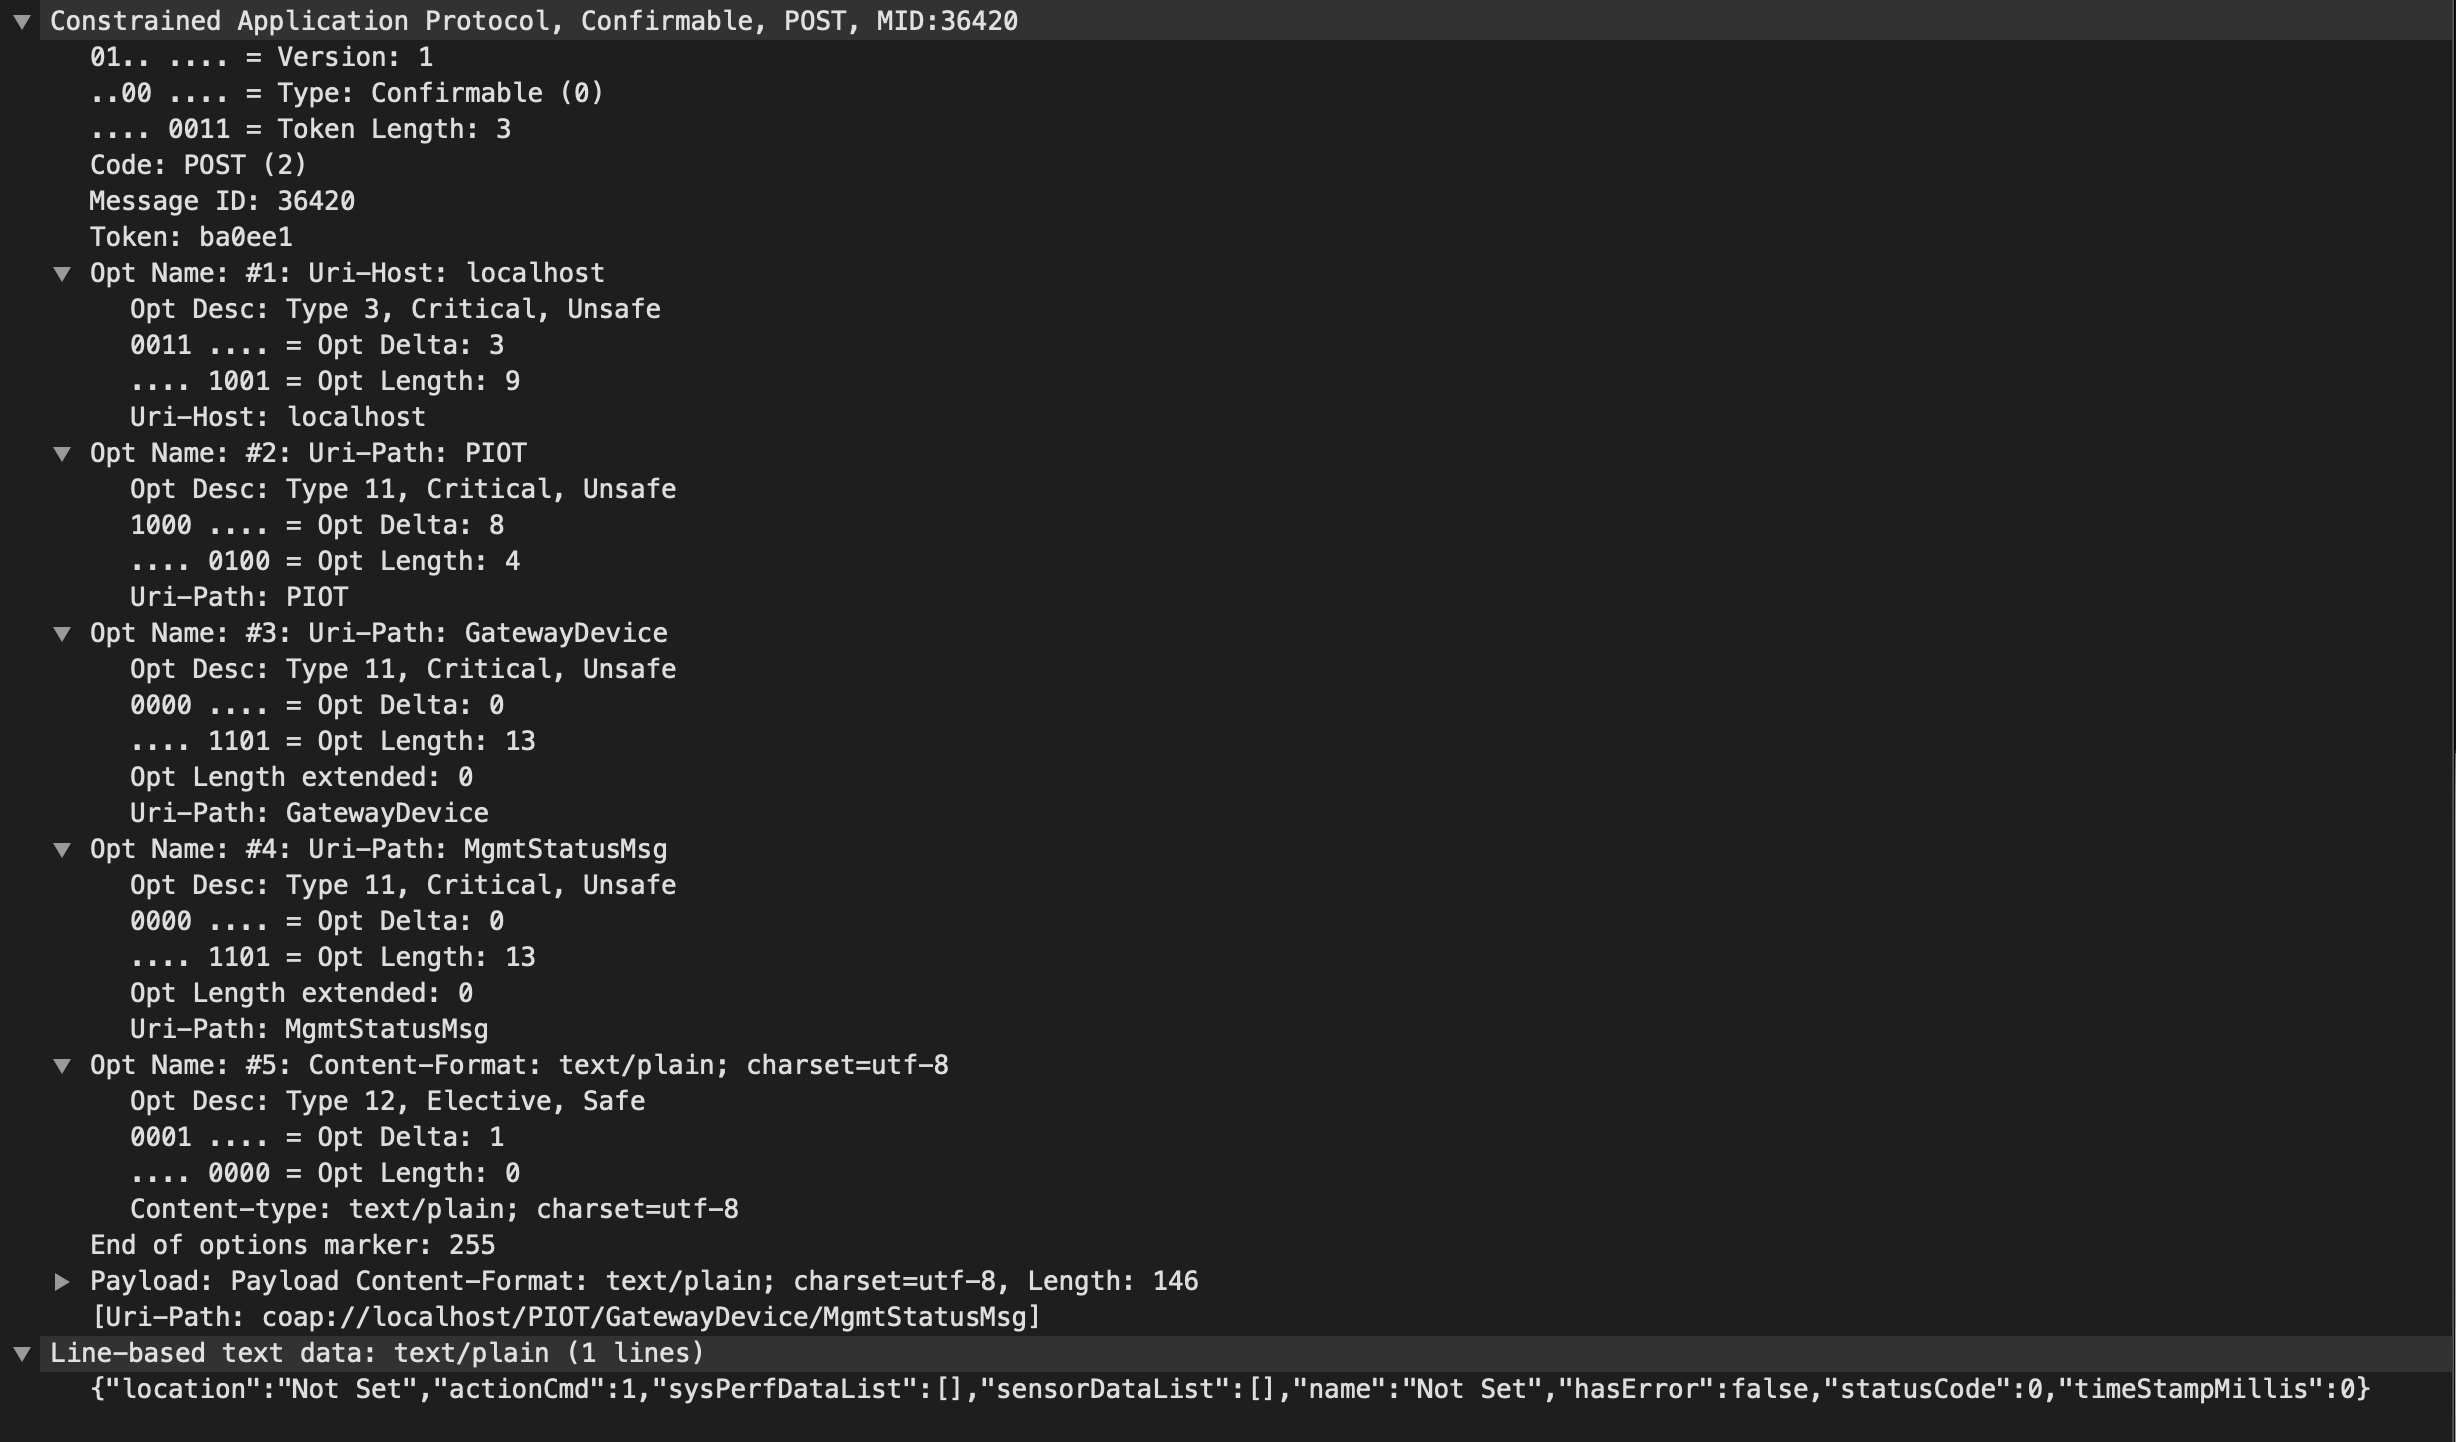 Constrained Application Protocol, Confirmable, POST, MID:36420
01.. .... = Version: 1
..00 .... = Type: Confirmable (0)
.... 0011 = Token Length: 3
Code: POST (2)
Message ID: 36420
Token: ba0ee1
Opt Name: #1: Uri-Host: localhost
Opt Desc: Type 3, Critical, Unsafe
0011 .... = Opt Delta: 3
.... 1001 = Opt Length: 9
Uri-Host: localhost
Opt Name: #2: Uri-Path: PIOT
Opt Desc: Type 11, Critical, Unsafe
1000 .... = Opt Delta: 8
.... 0100 = Opt Length: 4
Uri-Path: PIOT
Opt Name: #3: Uri-Path: GatewayDevice
Opt Desc: Type 11, Critical, Unsafe
0000 .... = Opt Delta: 0
.... 1101 = Opt Length: 13
Opt Length extended: 0
Uri-Path: GatewayDevice
Opt Name: #4: Uri-Path: MgmtStatusMsg
Opt Desc: Type 11, Critical, Unsafe
0000 .... = Opt Delta: 0
.... 1101 = Opt Length: 13
Opt Length extended: 0
Uri-Path: MgmtStatusMsg
Opt Name: #5: Content-Format: text/plain; charset=utf-8
Opt Desc: Type 12, Elective, Safe
0001 .... = Opt Delta: 1
.... 0000 = Opt Length: 0
Content-type: text/plain; charset=utf-8
End of options marker: 255
Payload: Payload Content-Format: text/plain; charset=utf-8, Length: 146
[Uri-Path: coap://localhost/PIOT/GatewayDevice/MgmtStatusMsg]
Line-based text data: text/plain (1 lines)
{"location":"Not Set","actionCmd":1,"sysPerfDataList":[],"sensorDataList":[],"name":"Not Set","hasError":false,"statusCode":0,"timeStampMillis":0}